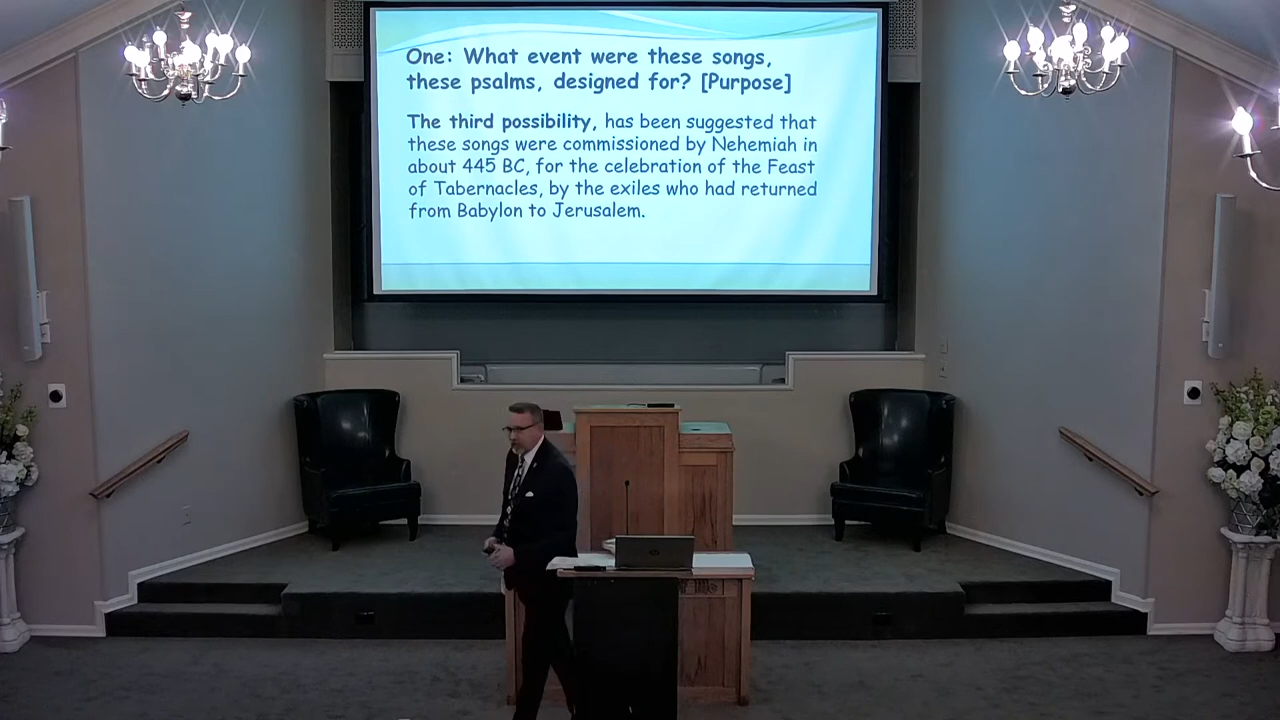 One: What event were these songs,
these psalms, designed for? [Purpose]
The third possibility, has been suggested that
these songs were commissioned by Nehemiah in
about 445 BC, for the celebration of the Feast
of Tabernacles, by the exiles who had returned
from Babylon to Jerusalem.